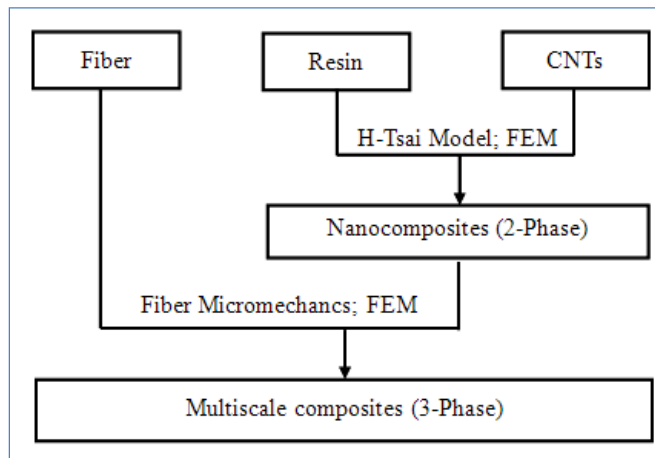 Fiber
Resin
CNTs
H-Tsai Model; FEM
Nanocomposites (2-Phase)
Fiber Micromechancs; FEM
Multiscale composites (3-Phase)